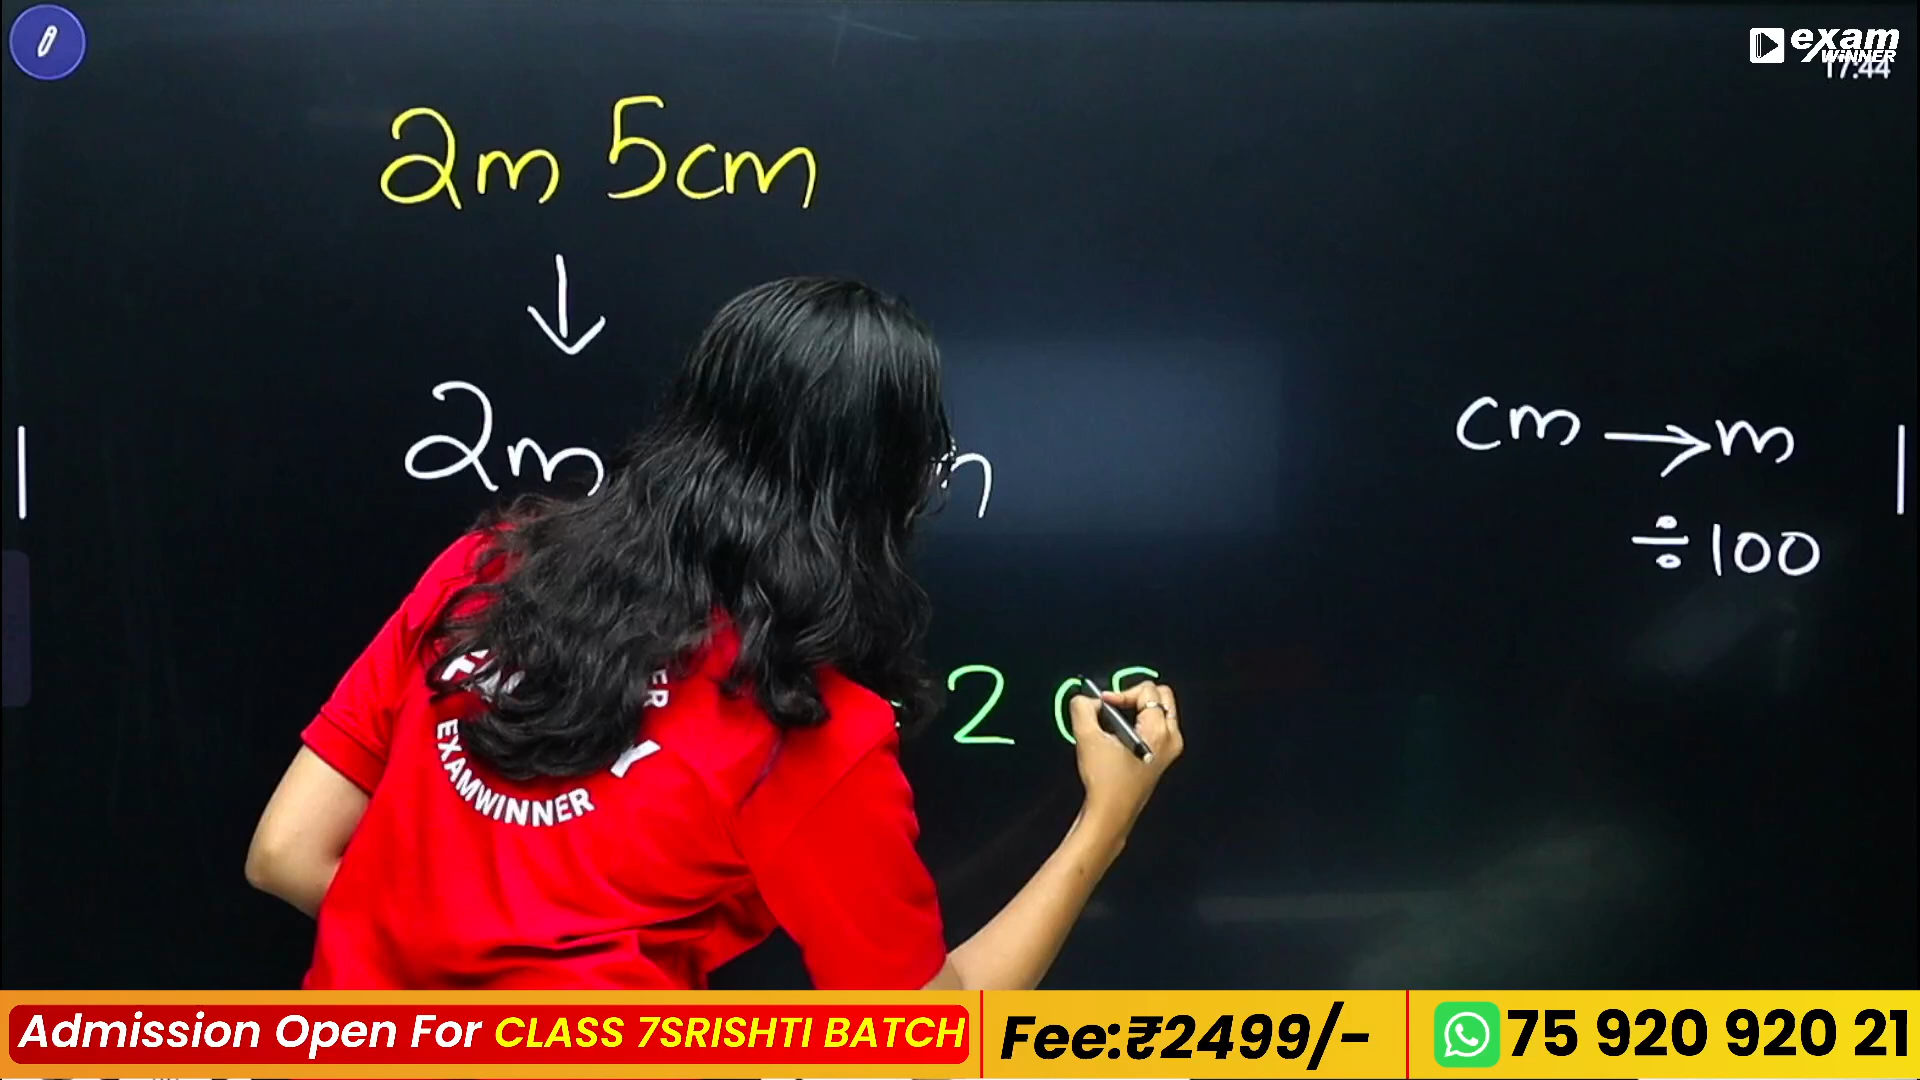 exam
WiNNER
17:44
2m 5cm
2m
cm → m
÷ 100
2 05
EXAMWINNER
Admission Open For CLASS 7SRISHTI BATCH
Fee:₹2499/-
75 920 920 21